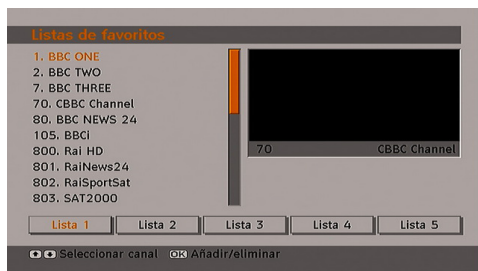 Listas de favoritos
1. BBC ONE
2. BBC TWO
7. BBC THREE
70. CBBC Channel
80. BBC NEWS 24
105. BBCi
800. Rai HD
801. RaiNews24
802. RaiSportSat
803. SAT2000
70 CBBC Channel
Lista 1 Lista 2 Lista 3 Lista 4 Lista 5
Seleccionar canal OK Añadir/eliminar